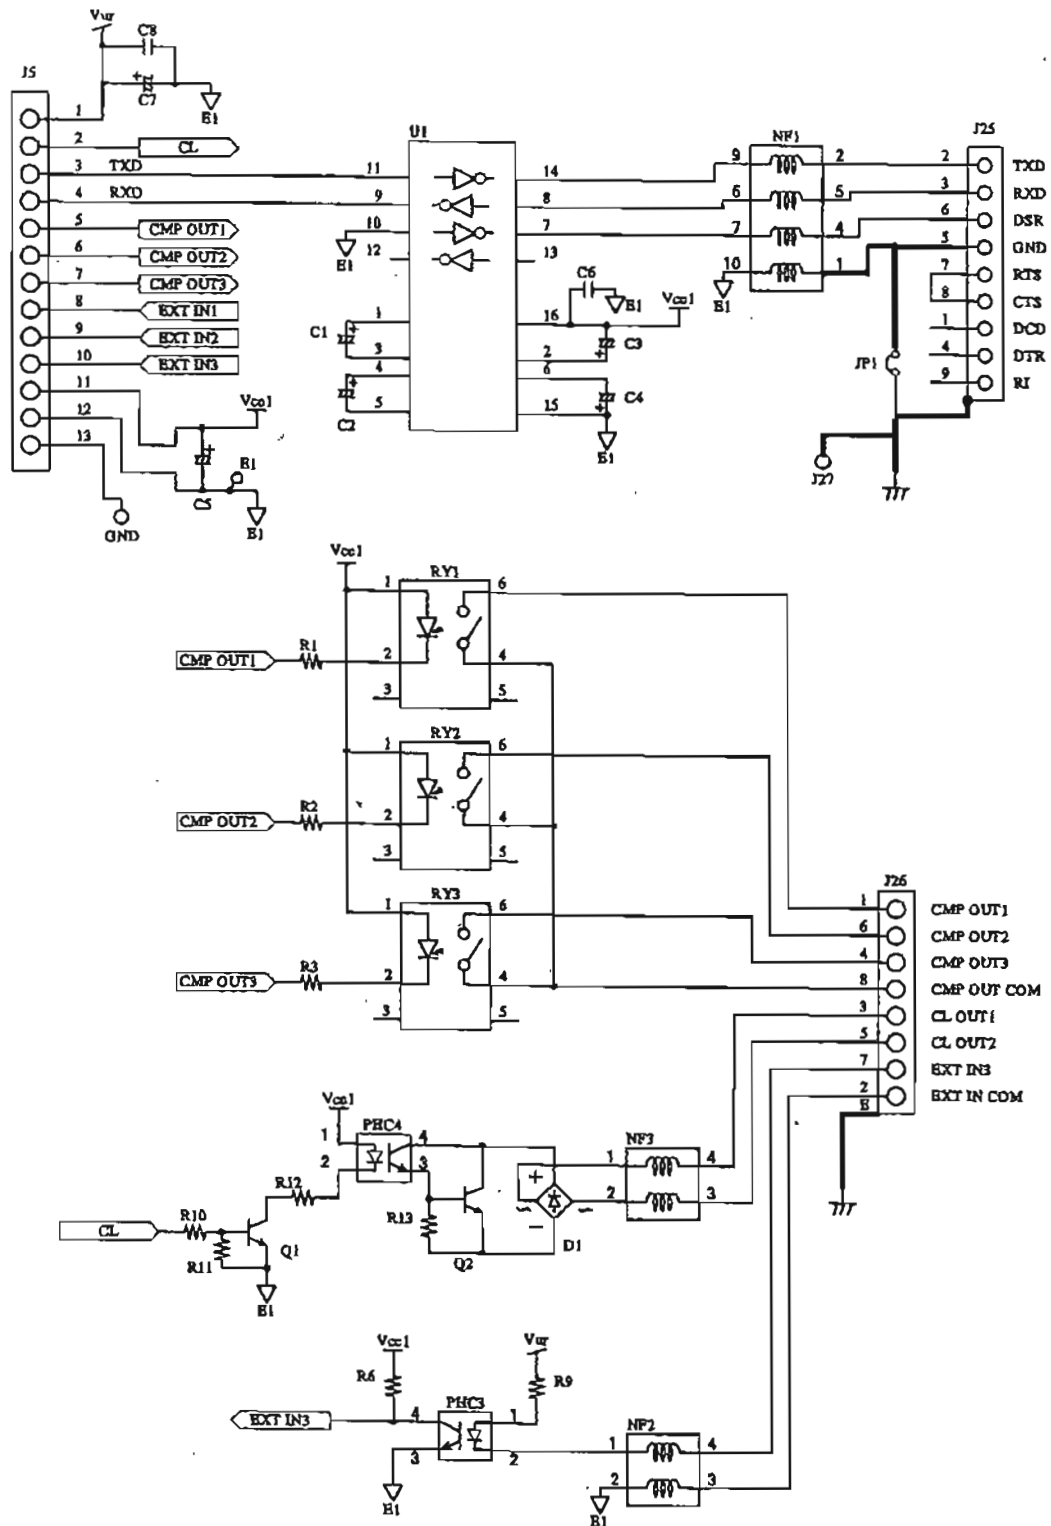 Vur
C8
J5
C7
E1
1
2 CL
3 TXD
4 RXD
5 CMP OUT1
6 CMP OUT2
7 CMP OUT3
8 EXT IN1
9 EXT IN2
10 EXT IN3
11
12
13
Vcc1
E1
C5
GND
E1
U1
11 14
9 8
10 7
E1
12 13
C6
E1
Vcc1
1 16
C1
C3
3 2
4 6
C2
C4
5 15
E1
NF1
9 2
6 5
7 4
10 1
E1
J25
2 TXD
3 RXD
6 DSR
5 GND
7 RTS
8 CTS
1 DCD
4 DTR
9 RI
JP1
J27
Vcc1
RY1
1 6
CMP OUT1 R1 2 4
3 5
RY2
1 6
CMP OUT2 R2 2 4
3 5
RY3
1 6
CMP OUT3 R3 2 4
3 5
J26
1 CMP OUT1
6 CMP OUT2
4 CMP OUT3
8 CMP OUT COM
3 CL OUT1
5 CL OUT2
7 EXT IN3
2 EXT IN COM
E
Vcc1
PHC4
1 4
2 3
R12
CL R10
R11
Q1
E1
R13
Q2
+
~ ~
−
D1
NF3
1 4
2 3
Vcc1
R6
Vur
R9
PHC3
EXT IN3 4 1
3 2
E1
NF2
1 4
2 3
E1